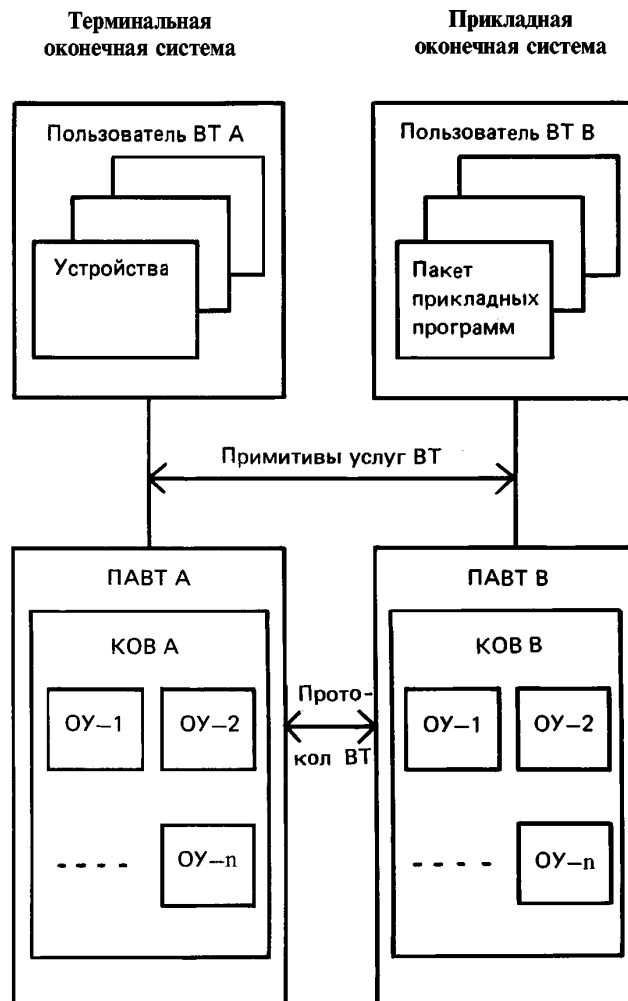 Терминальная
оконечная система
Прикладная
оконечная система
Пользователь ВТ А
Устройства
Пользователь ВТ В
Пакет
прикладных
программ
Примитивы услуг ВТ
ПАВТ А
КОВ А
ОУ—1
ОУ—2
- - - -
ОУ—n
Прото-
кол ВТ
ПАВТ В
КОВ В
ОУ—1
ОУ—2
- - - -
ОУ—n